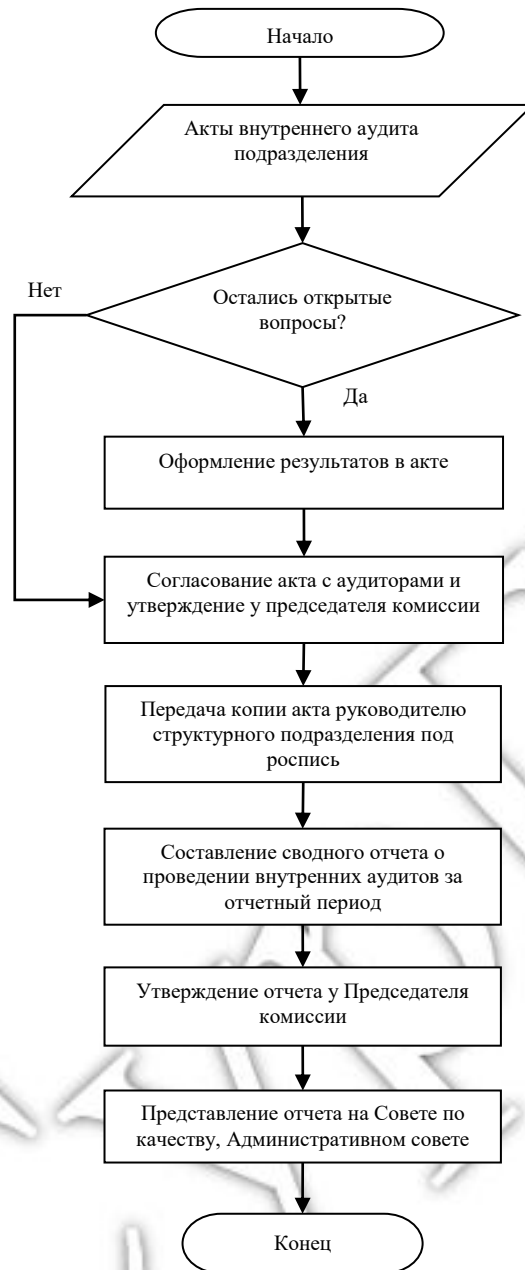 Начало
Акты внутреннего аудита
подразделения
Нет
Остались открытые
вопросы?
Да
Оформление результатов в акте
Согласование акта с аудиторами и
утверждение у председателя комиссии
Передача копии акта руководителю
структурного подразделения под
роспись
Составление сводного отчета о
проведении внутренних аудитов за
отчетный период
Утверждение отчета у Председателя
комиссии
Представление отчета на Совете по
качеству, Административном совете
Конец